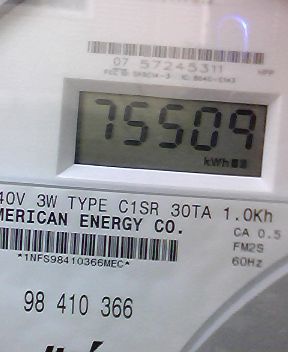 07 57245311
75509
kWh
40V 3W TYPE C1SR 30TA 1.0Kh
MERICAN ENERGY CO.
CA 0.5
FM2S
*1NFS98410366MEC*
60Hz
98 410 366